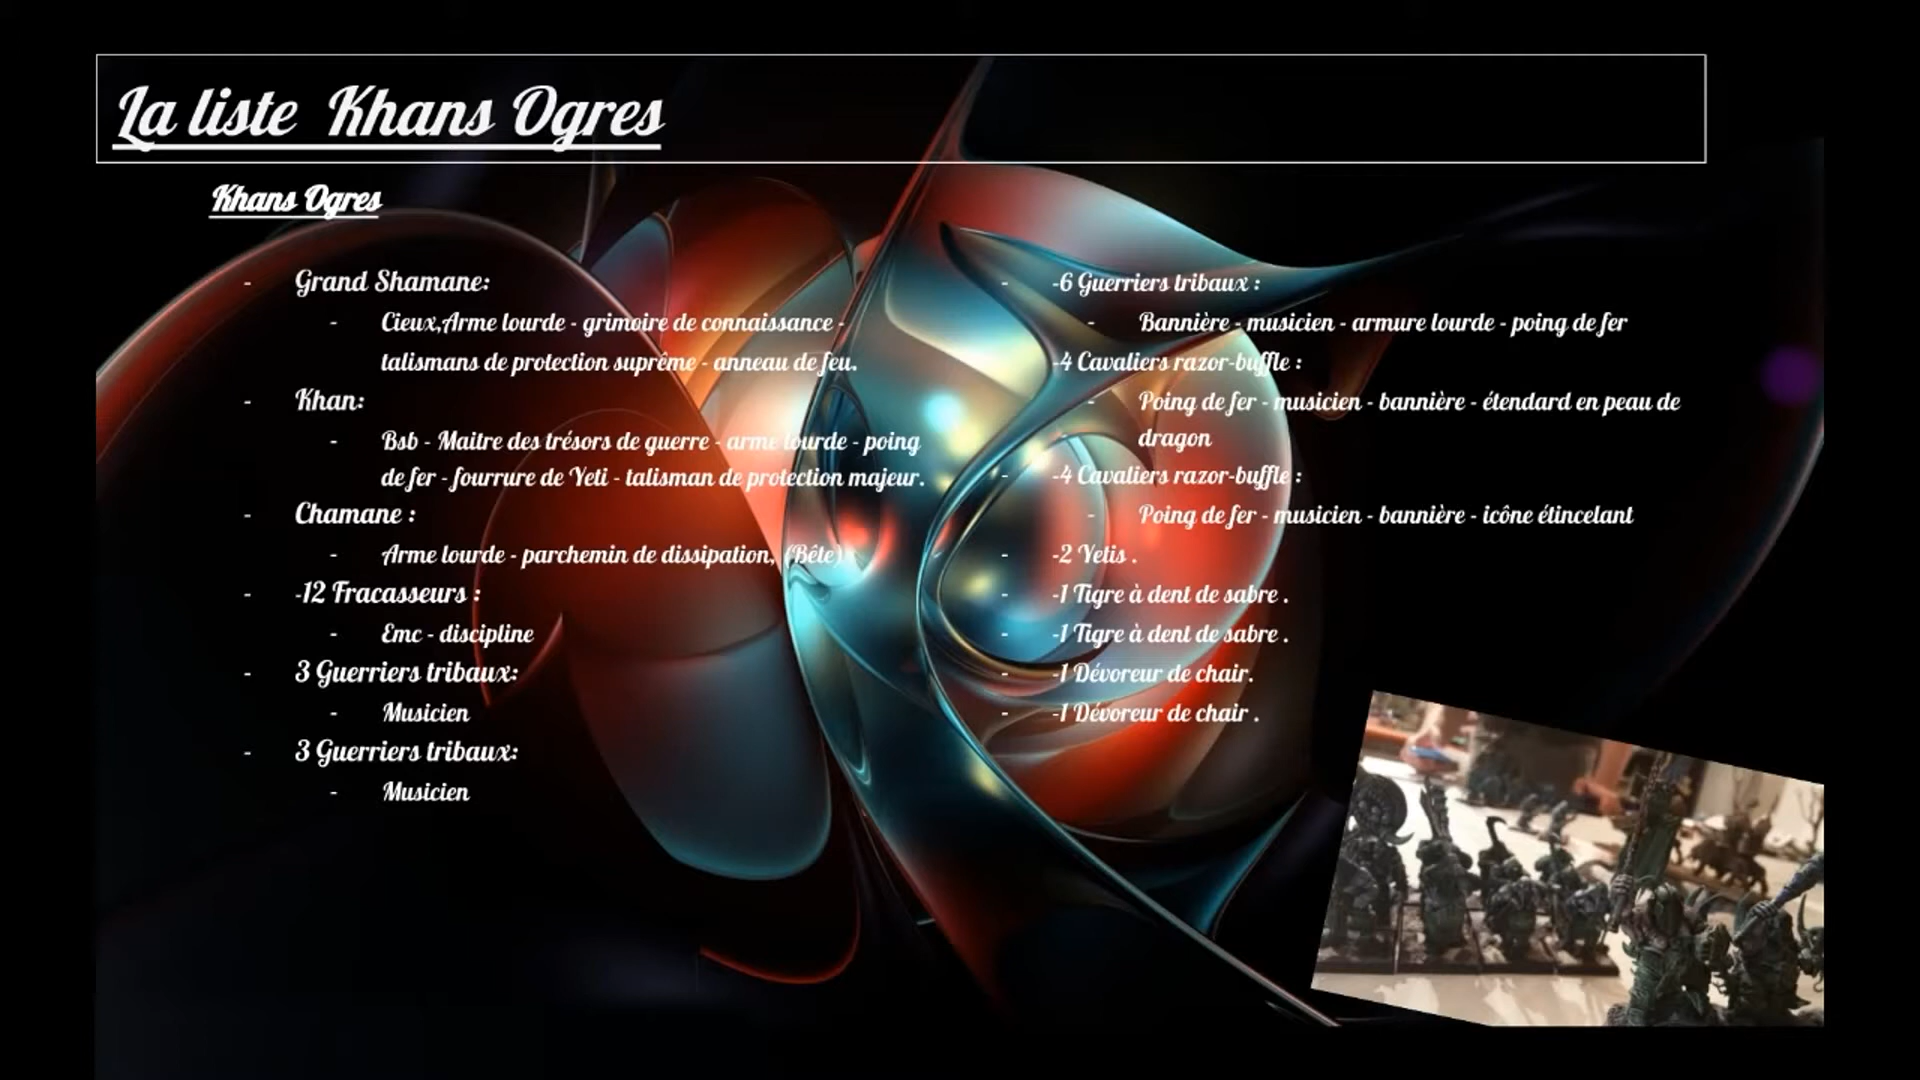 La liste Khans Ogres
Khans Ogres
- Grand Shamane:
- Cieux,Arme lourde - grimoire de connaissance -
talismans de protection suprême - anneau de feu.
- Khan:
- Bsb - Maitre des trésors de guerre - arme lourde - poing
de fer - fourrure de Yeti - talisman de protection majeur.
- Chamane :
- Arme lourde - parchemin de dissipation, (Bête)
- -12 Fracasseurs :
- Emc - discipline
- 3 Guerriers tribaux:
- Musicien
- 3 Guerriers tribaux:
- Musicien
- -6 Guerriers tribaux :
- Bannière - musicien - armure lourde - poing de fer
-4 Cavaliers razor-buffle :
- Poing de fer - musicien - bannière - étendard en peau de
dragon
- -4 Cavaliers razor-buffle :
- Poing de fer - musicien - bannière - icône étincelant
- -2 Yetis .
- -1 Tigre à dent de sabre .
- -1 Tigre à dent de sabre .
- -1 Dévoreur de chair.
- -1 Dévoreur de chair .